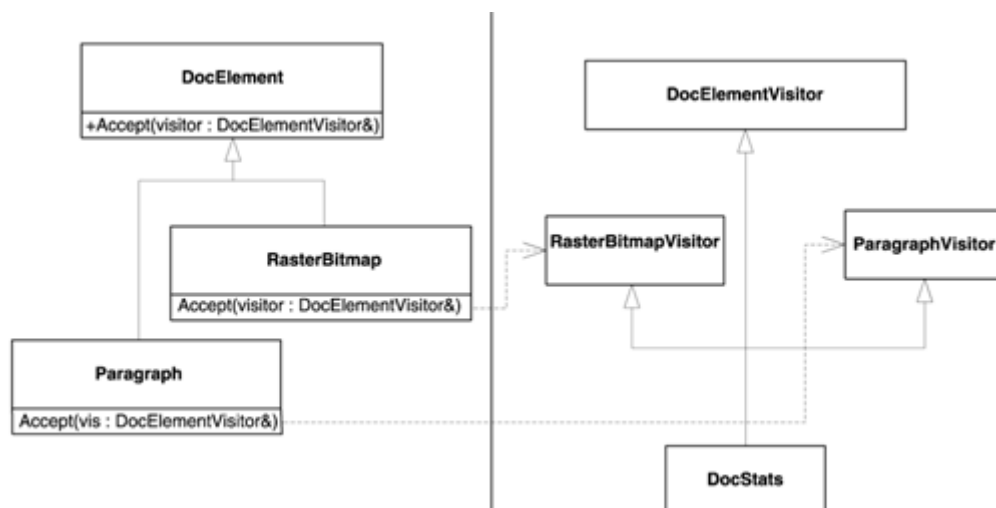 DocElement
+Accept(visitor : DocElementVisitor&)
RasterBitmap
Accept(visitor : DocElementVisitor&)
Paragraph
Accept(vis : DocElementVisitor&)
DocElementVisitor
RasterBitmapVisitor
ParagraphVisitor
DocStats